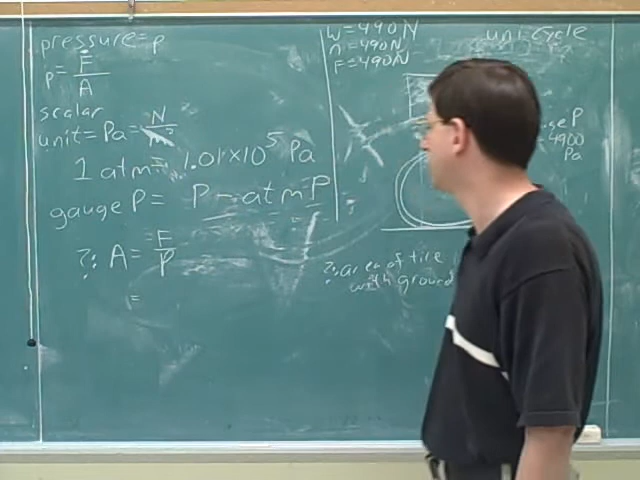 pressure = p
p = F / A
scalar
unit = Pa = N / m²
1 atm = 1.01×10⁵ Pa
gauge P = P - atm P
?: A = F / P
=
W = 490 N
n = 490 N
F = 490 N
unicycle
P
4900
Pa
?: area of tire
with ground